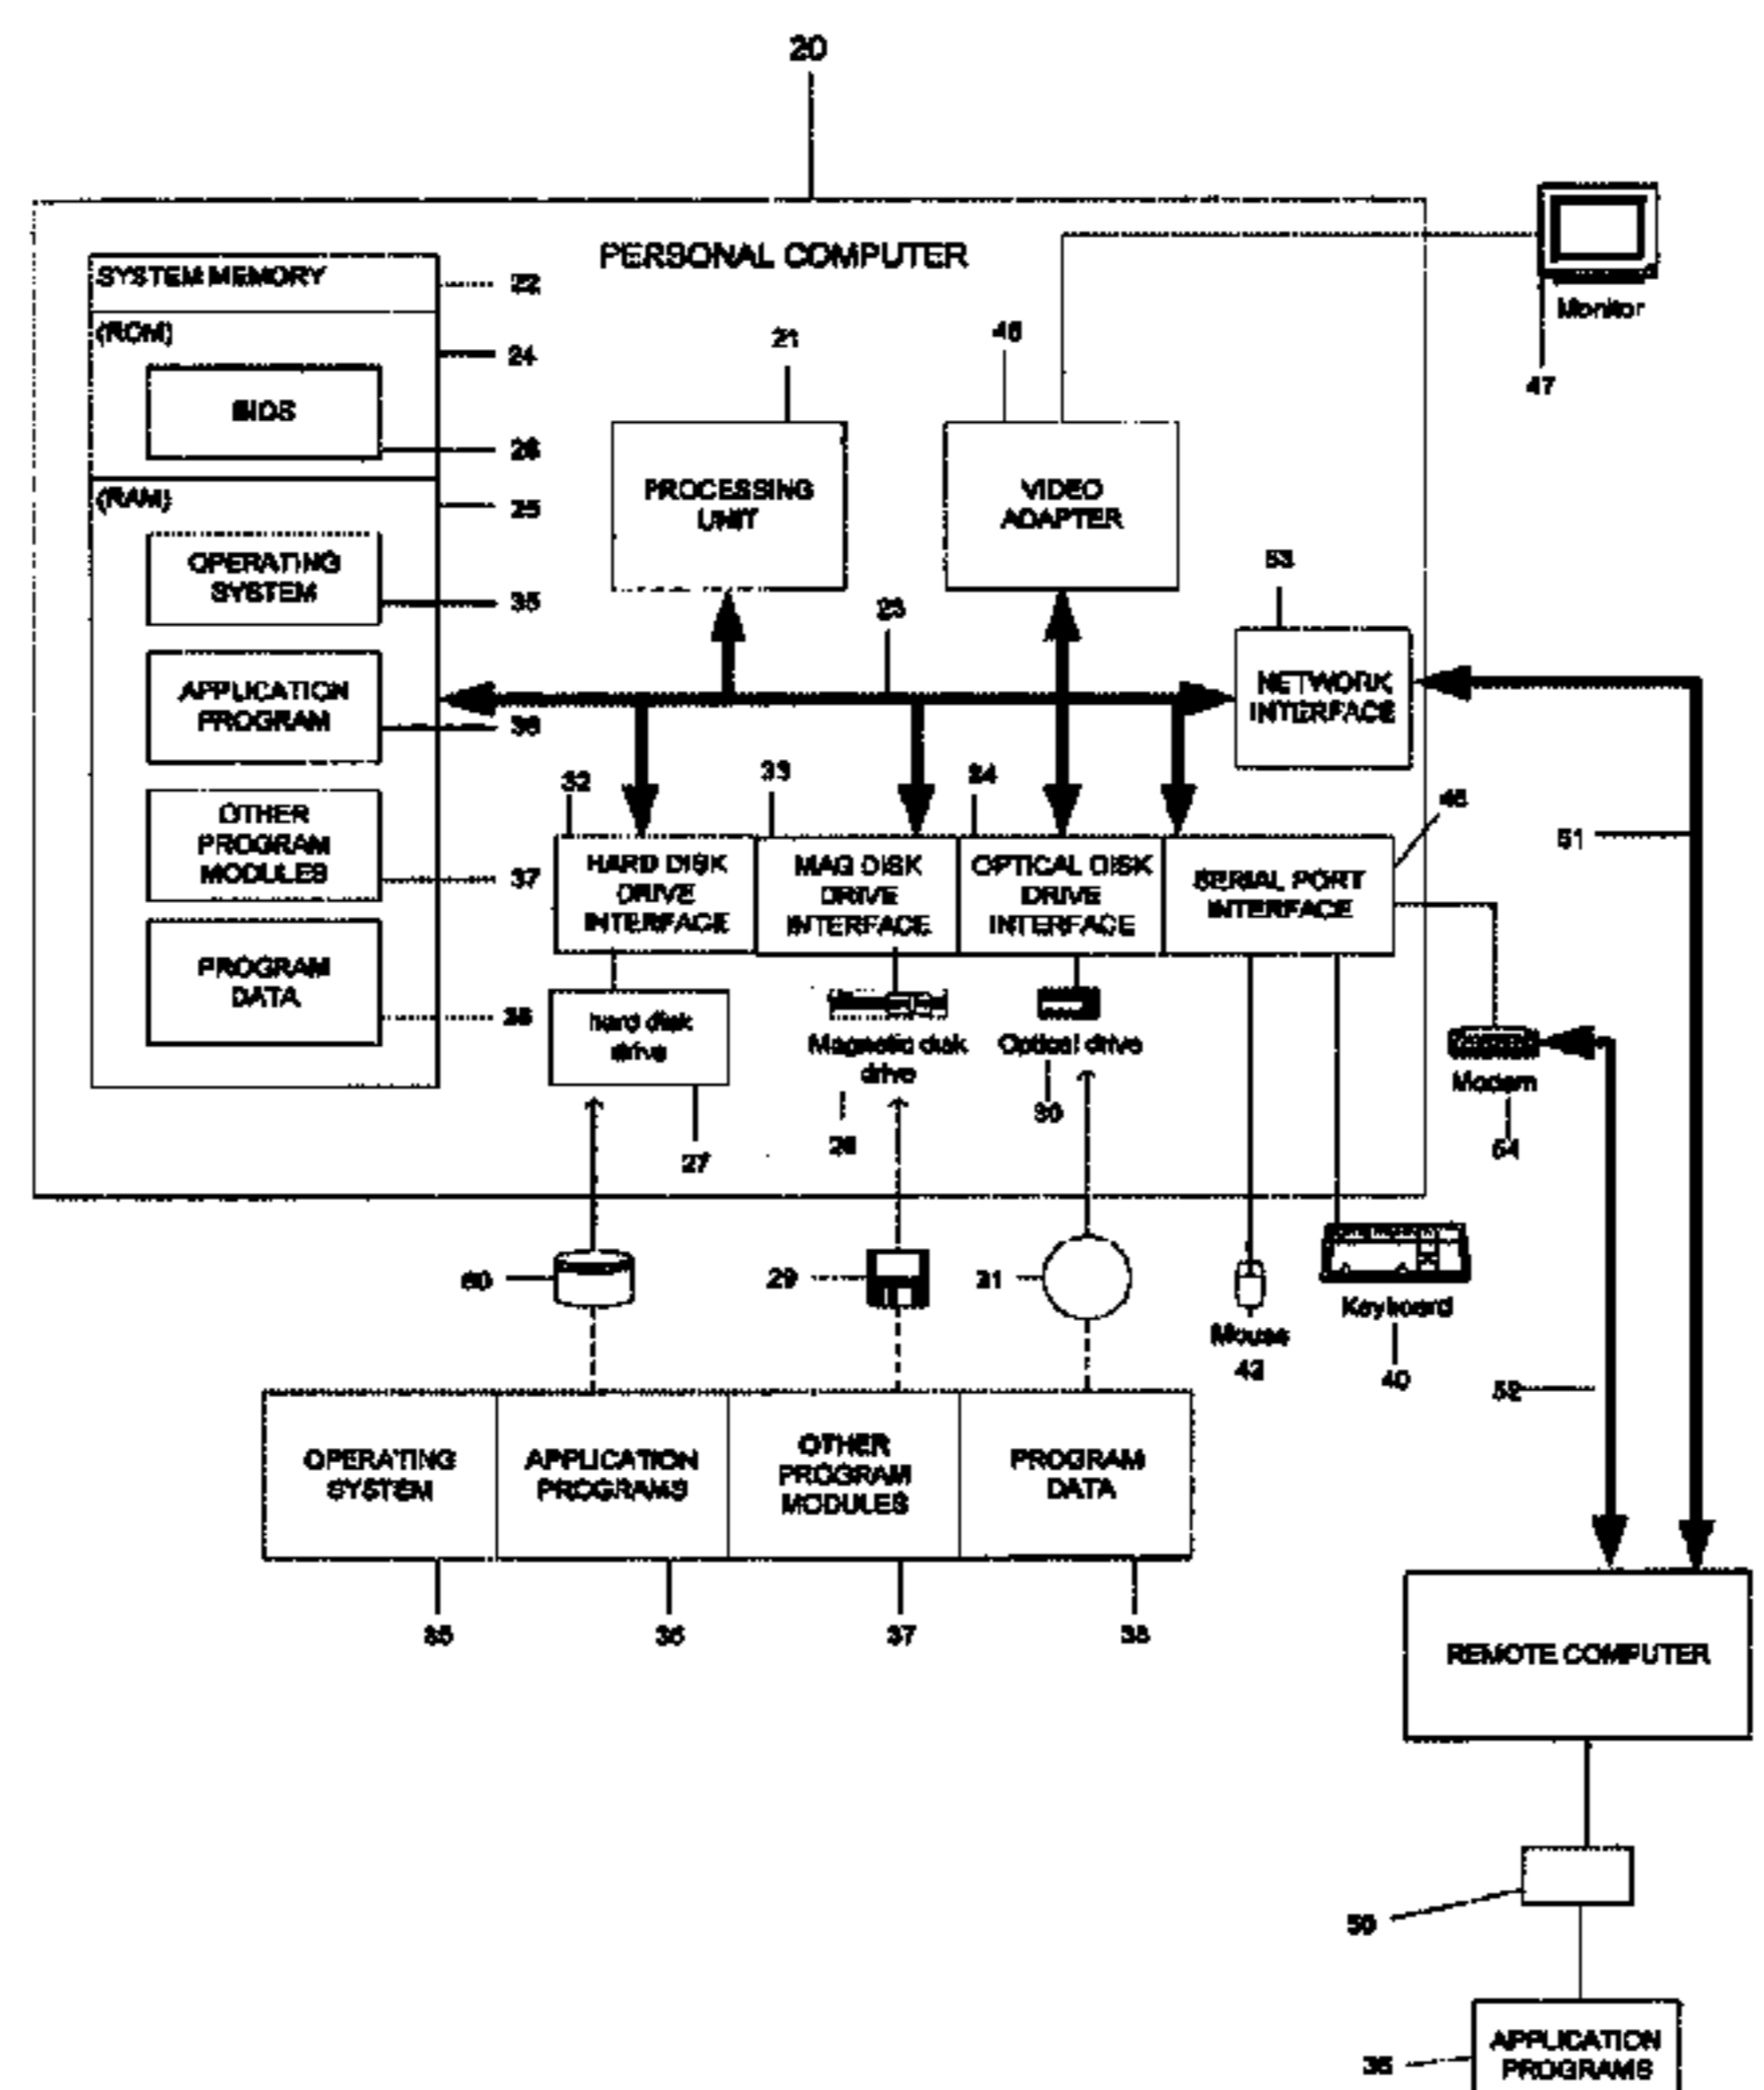 20
PERSONAL COMPUTER
SYSTEM MEMORY
22
(ROM)
24
BIOS
26
(RAM)
25
OPERATING
SYSTEM
35
APPLICATION
PROGRAM
36
OTHER
PROGRAM
MODULES
37
PROGRAM
DATA
38
21
PROCESSING
UNIT
VIDEO
ADAPTER
Monitor
47
53
23
NETWORK
INTERFACE
32
33
34
HARD DISK
DRIVE
INTERFACE
MAG DISK
DRIVE
INTERFACE
OPTICAL DISK
DRIVE
INTERFACE
SERIAL PORT
INTERFACE
46
51
hard disk
drive
27
Magnetic disk
drive
28
Optical drive
30
Modem
54
60
29
31
Mouse
42
Keyboard
40
52
OPERATING
SYSTEM
APPLICATION
PROGRAMS
OTHER
PROGRAM
MODULES
PROGRAM
DATA
35
36
37
38
REMOTE COMPUTER
50
APPLICATION
PROGRAMS
36